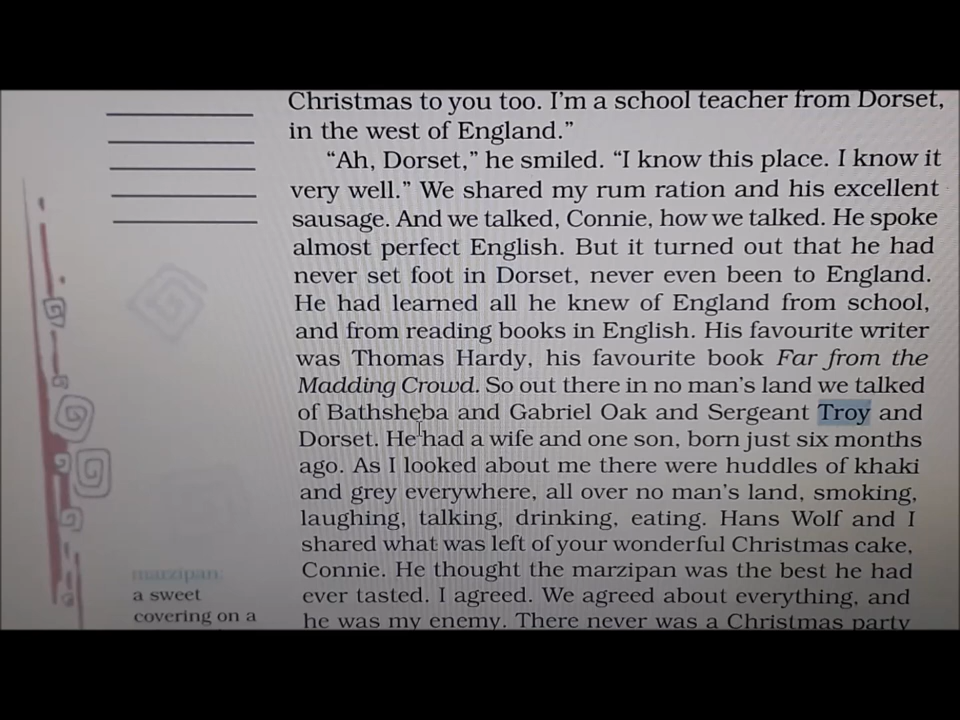 Christmas to you too. I'm a school teacher from Dorset,
in the west of England."
"Ah, Dorset," he smiled. "I know this place. I know it
very well." We shared my rum ration and his excellent
sausage. And we talked, Connie, how we talked. He spoke
almost perfect English. But it turned out that he had
never set foot in Dorset, never even been to England.
He had learned all he knew of England from school,
and from reading books in English. His favourite writer
was Thomas Hardy, his favourite book Far from the
Madding Crowd. So out there in no man's land we talked
of Bathsheba and Gabriel Oak and Sergeant Troy and
Dorset. He had a wife and one son, born just six months
ago. As I looked about me there were huddles of khaki
and grey everywhere, all over no man's land, smoking,
laughing, talking, drinking, eating. Hans Wolf and I
shared what was left of your wonderful Christmas cake,
Connie. He thought the marzipan was the best he had
ever tasted. I agreed. We agreed about everything, and
he was my enemy. There never was a Christmas party
marzipan:
a sweet
covering on a